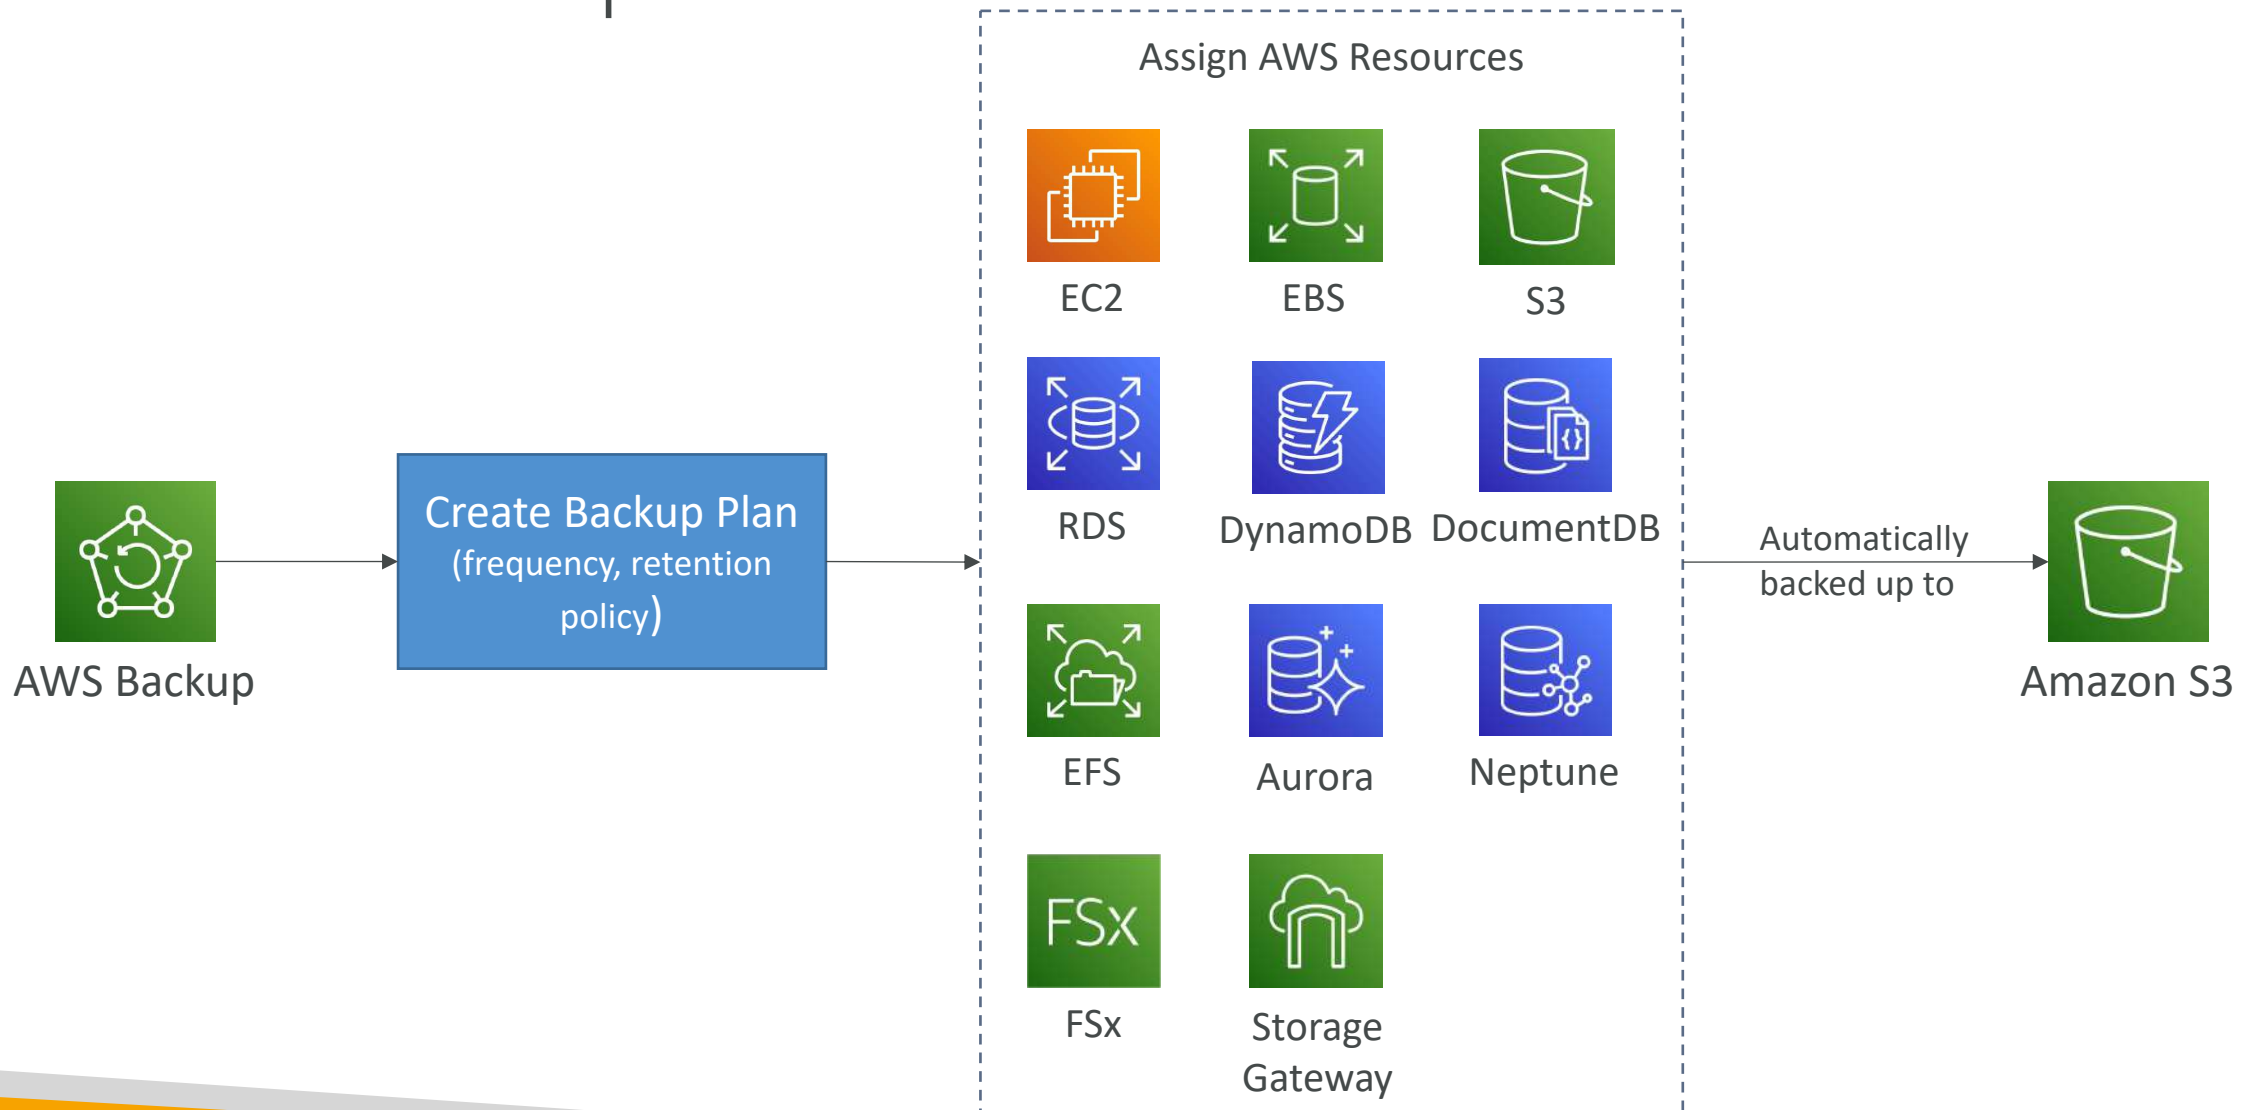 Assign AWS Resources
EC2
EBS
S3
RDS
DynamoDB
DocumentDB
Create Backup Plan
(frequency, retention
policy)
AWS Backup
EFS
Aurora
Neptune
FSx
FSx
Storage
Gateway
Automatically
backed up to
Amazon S3